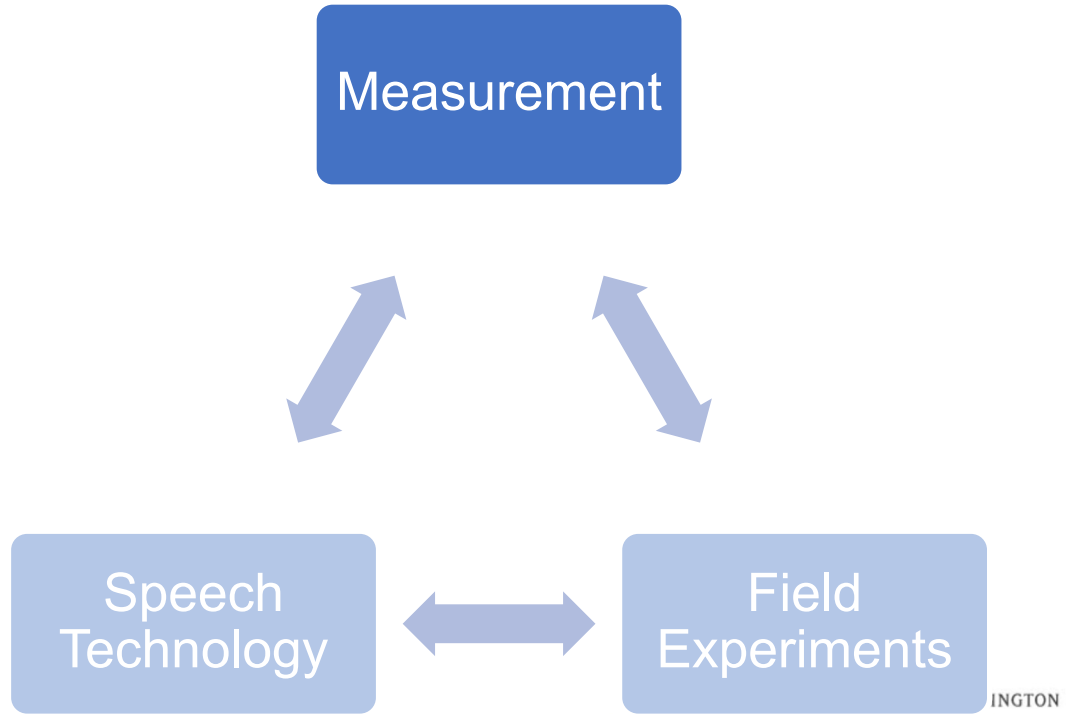 Measurement
Speech
Technology
Field
Experiments
INGTON